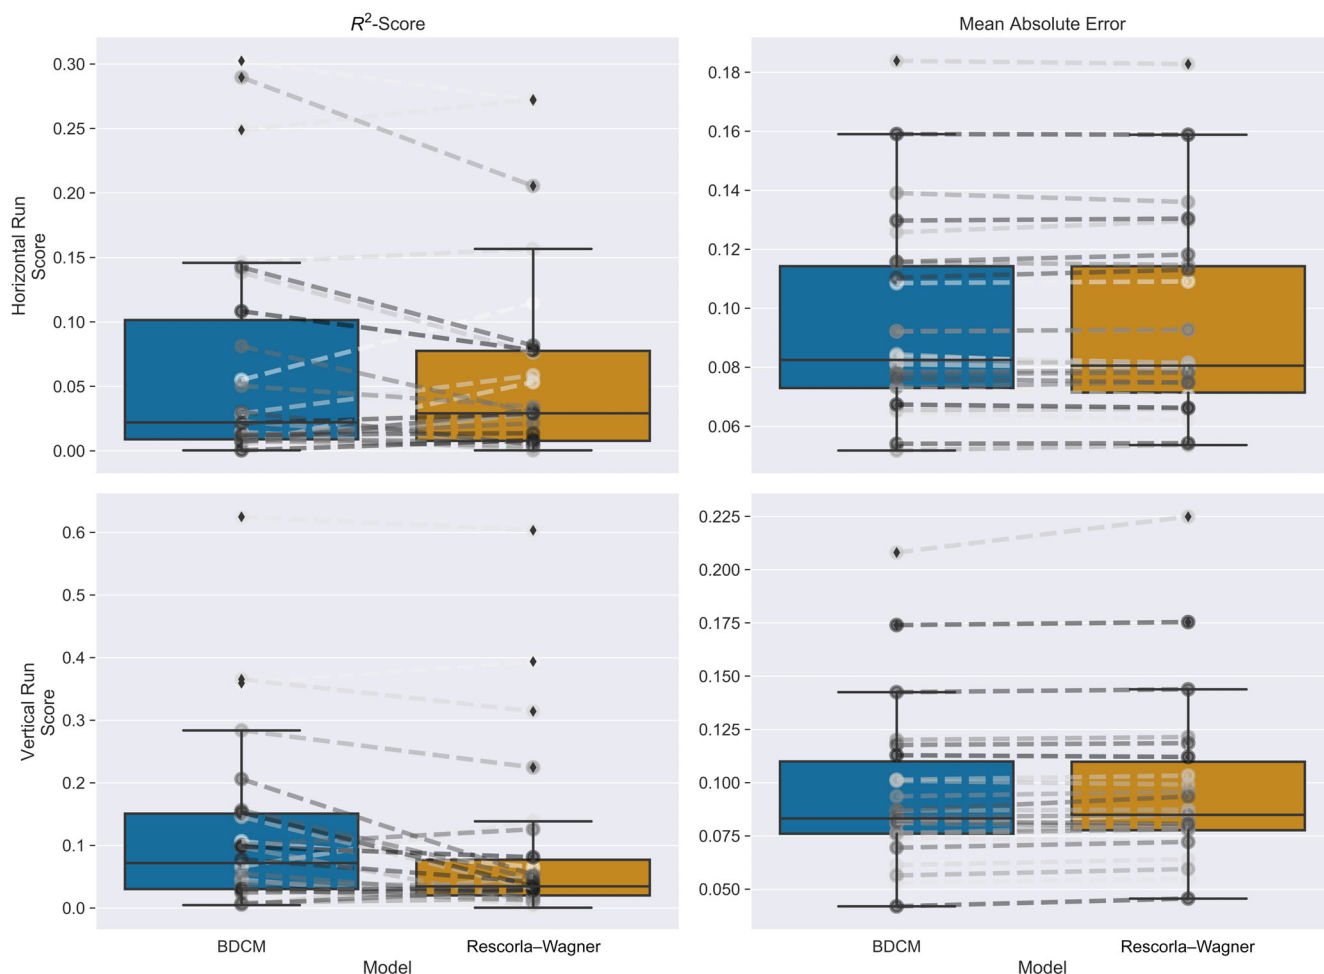 R²-Score
Mean Absolute Error
Horizontal Run
Score
0.30
0.25
0.20
0.15
0.10
0.05
0.00
0.18
0.16
0.14
0.12
0.10
0.08
0.06
Vertical Run
Score
0.6
0.5
0.4
0.3
0.2
0.1
0.0
0.225
0.200
0.175
0.150
0.125
0.100
0.075
0.050
BDCM
Rescorla–Wagner
BDCM
Rescorla–Wagner
Model
Model